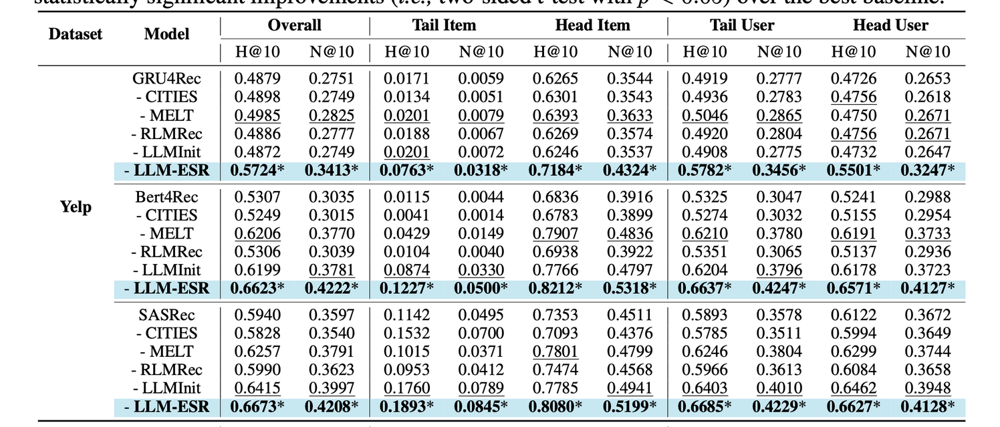 statistically significant improvements (i.e., two-sided t-test with p < 0.05) over the best baseline.
Dataset Model Overall Tail Item Head Item Tail User Head User
H@10 N@10 H@10 N@10 H@10 N@10 H@10 N@10 H@10 N@10
GRU4Rec 0.4879 0.2751 0.0171 0.0059 0.6265 0.3544 0.4919 0.2777 0.4726 0.2653
- CITIES 0.4898 0.2749 0.0134 0.0051 0.6301 0.3543 0.4936 0.2783 0.4756 0.2618
- MELT 0.4985 0.2825 0.0201 0.0079 0.6393 0.3633 0.5046 0.2865 0.4750 0.2671
- RLMRec 0.4886 0.2777 0.0188 0.0067 0.6269 0.3574 0.4920 0.2804 0.4756 0.2671
- LLMInit 0.4872 0.2749 0.0201 0.0072 0.6246 0.3537 0.4908 0.2775 0.4732 0.2647
- LLM-ESR 0.5724* 0.3413* 0.0763* 0.0318* 0.7184* 0.4324* 0.5782* 0.3456* 0.5501* 0.3247*
Yelp
Bert4Rec 0.5307 0.3035 0.0115 0.0044 0.6836 0.3916 0.5325 0.3047 0.5241 0.2988
- CITIES 0.5249 0.3015 0.0041 0.0014 0.6783 0.3899 0.5274 0.3032 0.5155 0.2954
- MELT 0.6206 0.3770 0.0429 0.0149 0.7907 0.4836 0.6210 0.3780 0.6191 0.3733
- RLMRec 0.5306 0.3039 0.0104 0.0040 0.6938 0.3922 0.5351 0.3065 0.5137 0.2936
- LLMInit 0.6199 0.3781 0.0874 0.0330 0.7766 0.4797 0.6204 0.3796 0.6178 0.3723
- LLM-ESR 0.6623* 0.4222* 0.1227* 0.0500* 0.8212* 0.5318* 0.6637* 0.4247* 0.6571* 0.4127*
SASRec 0.5940 0.3597 0.1142 0.0495 0.7353 0.4511 0.5893 0.3578 0.6122 0.3672
- CITIES 0.5828 0.3540 0.1532 0.0700 0.7093 0.4376 0.5785 0.3511 0.5994 0.3649
- MELT 0.6257 0.3791 0.1015 0.0371 0.7801 0.4799 0.6246 0.3804 0.6299 0.3744
- RLMRec 0.5990 0.3623 0.0953 0.0412 0.7474 0.4568 0.5966 0.3613 0.6084 0.3658
- LLMInit 0.6415 0.3997 0.1760 0.0789 0.7785 0.4941 0.6403 0.4010 0.6462 0.3948
- LLM-ESR 0.6673* 0.4208* 0.1893* 0.0845* 0.8080* 0.5199* 0.6685* 0.4229* 0.6627* 0.4128*